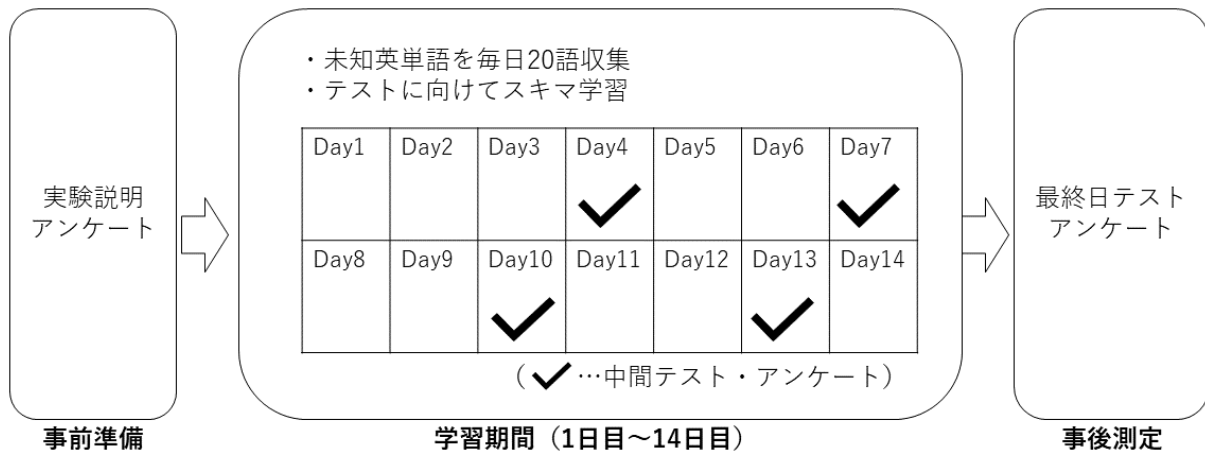 実験説明
アンケート
事前準備
・未知英単語を毎日20語収集
・テストに向けてスキマ学習
Day1 Day2 Day3 Day4 Day5 Day6 Day7
Day8 Day9 Day10 Day11 Day12 Day13 Day14
(✓…中間テスト・アンケート)
学習期間（1日目～14日目）
最終日テスト
アンケート
事後測定